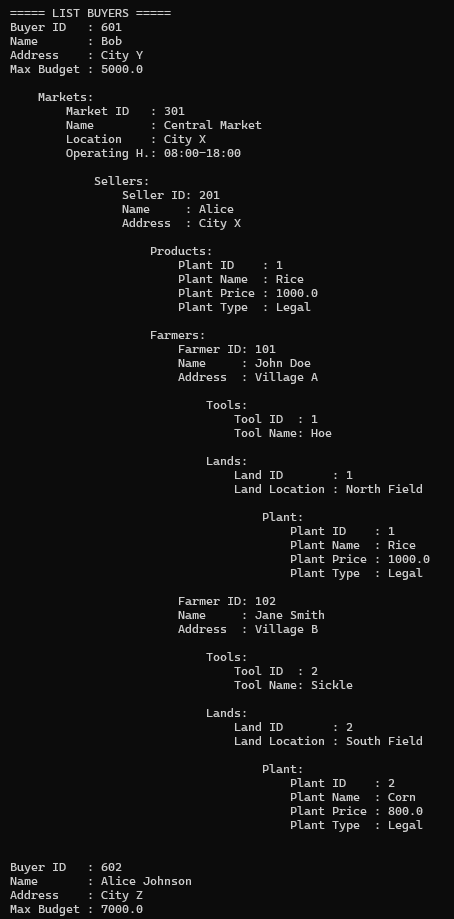 ===== LIST BUYERS =====
Buyer ID   : 601
Name       : Bob
Address    : City Y
Max Budget : 5000.0

    Markets:
        Market ID   : 301
        Name        : Central Market
        Location    : City X
        Operating H.: 08:00-18:00

            Sellers:
                Seller ID: 201
                Name     : Alice
                Address  : City X

                    Products:
                        Plant ID    : 1
                        Plant Name  : Rice
                        Plant Price : 1000.0
                        Plant Type  : Legal

                    Farmers:
                        Farmer ID: 101
                        Name     : John Doe
                        Address  : Village A

                            Tools:
                                Tool ID  : 1
                                Tool Name: Hoe

                            Lands:
                                Land ID       : 1
                                Land Location : North Field

                                    Plant:
                                        Plant ID    : 1
                                        Plant Name  : Rice
                                        Plant Price : 1000.0
                                        Plant Type  : Legal

                        Farmer ID: 102
                        Name     : Jane Smith
                        Address  : Village B

                            Tools:
                                Tool ID  : 2
                                Tool Name: Sickle

                            Lands:
                                Land ID       : 2
                                Land Location : South Field

                                    Plant:
                                        Plant ID    : 2
                                        Plant Name  : Corn
                                        Plant Price : 800.0
                                        Plant Type  : Legal


Buyer ID   : 602
Name       : Alice Johnson
Address    : City Z
Max Budget : 7000.0